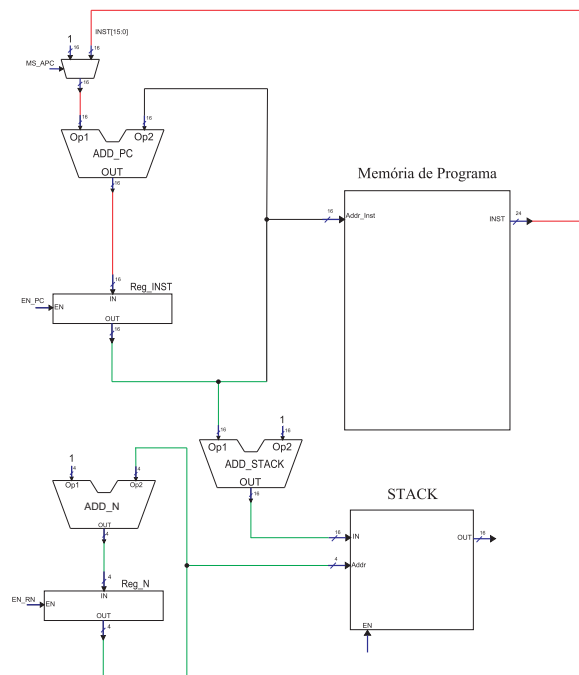 1
INST[15:0]
16
16
MS_APC
16
16
16
Op1
Op2
ADD_PC
OUT
16
Memória de Programa
16
Addr_Inst
INST
24
16
Reg_INST
IN
EN_PC
EN
OUT
16
1
16
16
Op1
Op2
ADD_STACK
OUT
16
1
4
4
Op1
Op2
ADD_N
OUT
4
STACK
16
IN
OUT
16
4
Addr
4
Reg_N
IN
EN_RN
EN
OUT
4
EN